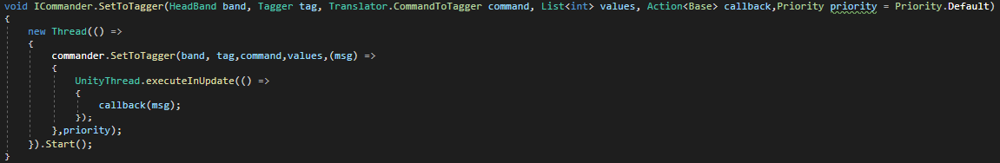 void ICommander.SetToTagger(HeadBand band, Tagger tag, Translator.CommandToTagger command, List<int> values, Action<Base> callback,Priority priority = Priority.Default)
{
    new Thread(() =>
    {
        commander.SetToTagger(band, tag,command,values,(msg) =>
        {
            UnityThread.executeInUpdate(() =>
            {
                callback(msg);
            });
        },priority);
    }).Start();
}